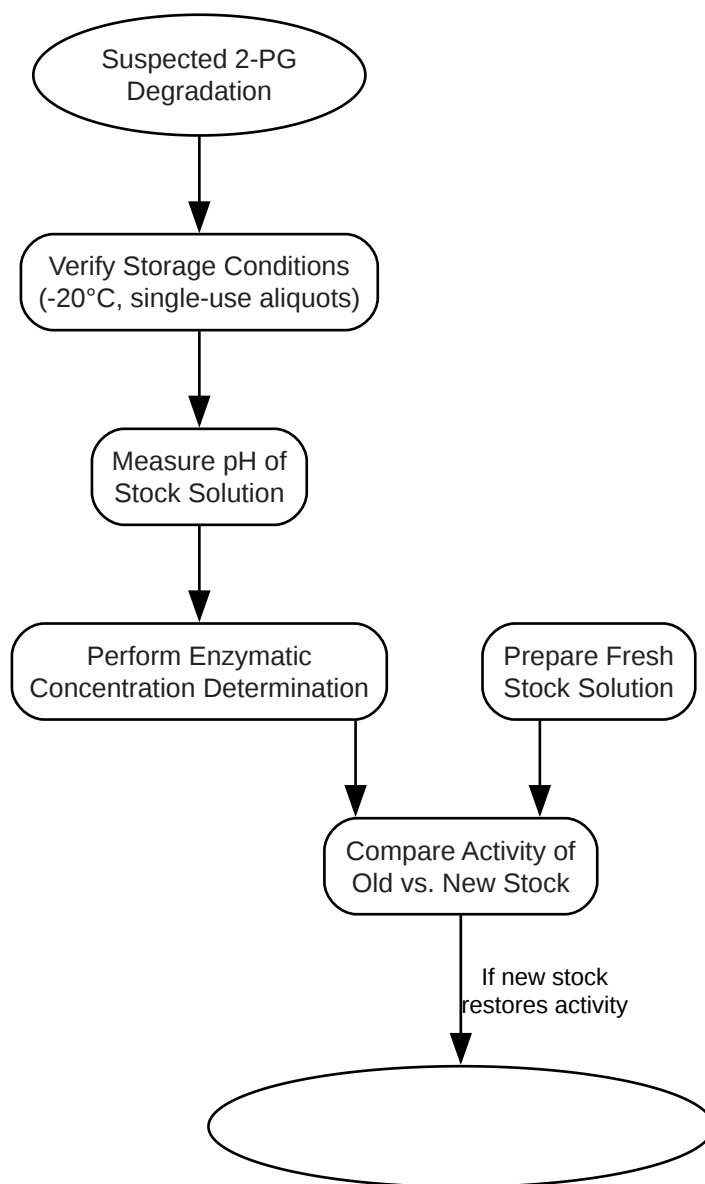 Suspected 2-PG
Degradation
Verify Storage Conditions
(-20°C, single-use aliquots)
Measure pH of
Stock Solution
Perform Enzymatic
Concentration Determination
Prepare Fresh
Stock Solution
Compare Activity of
Old vs. New Stock
If new stock
restores activity